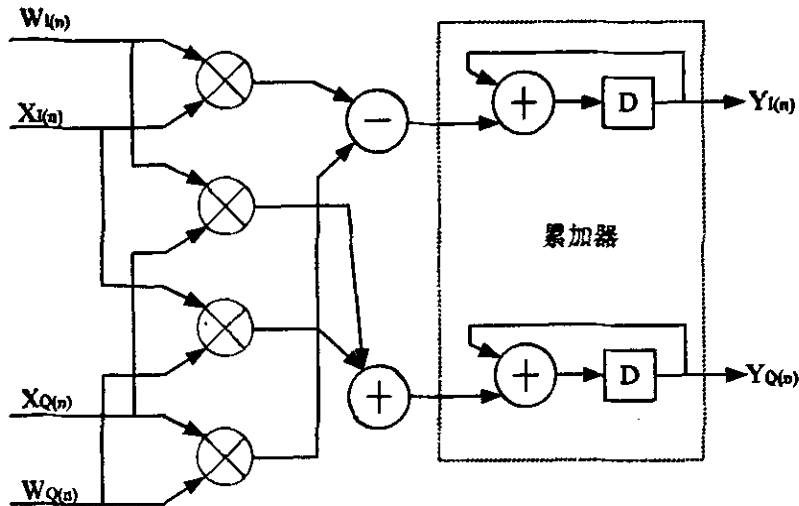 WI(n)
XI(n)
XQ(n)
WQ(n)
−
+
+
D
YI(n)
累加器
+
D
YQ(n)